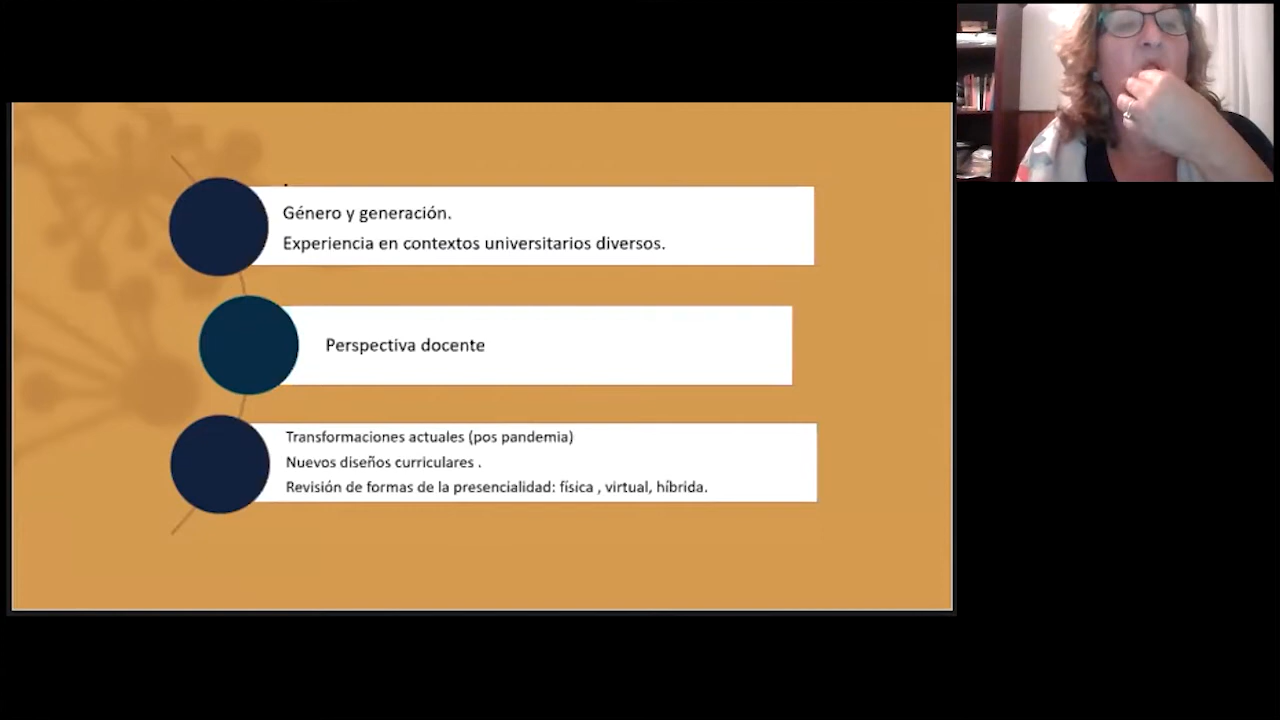 Género y generación.
Experiencia en contextos universitarios diversos.
Perspectiva docente
Transformaciones actuales (pos pandemia)
Nuevos diseños curriculares .
Revisión de formas de la presencialidad: física , virtual, híbrida.